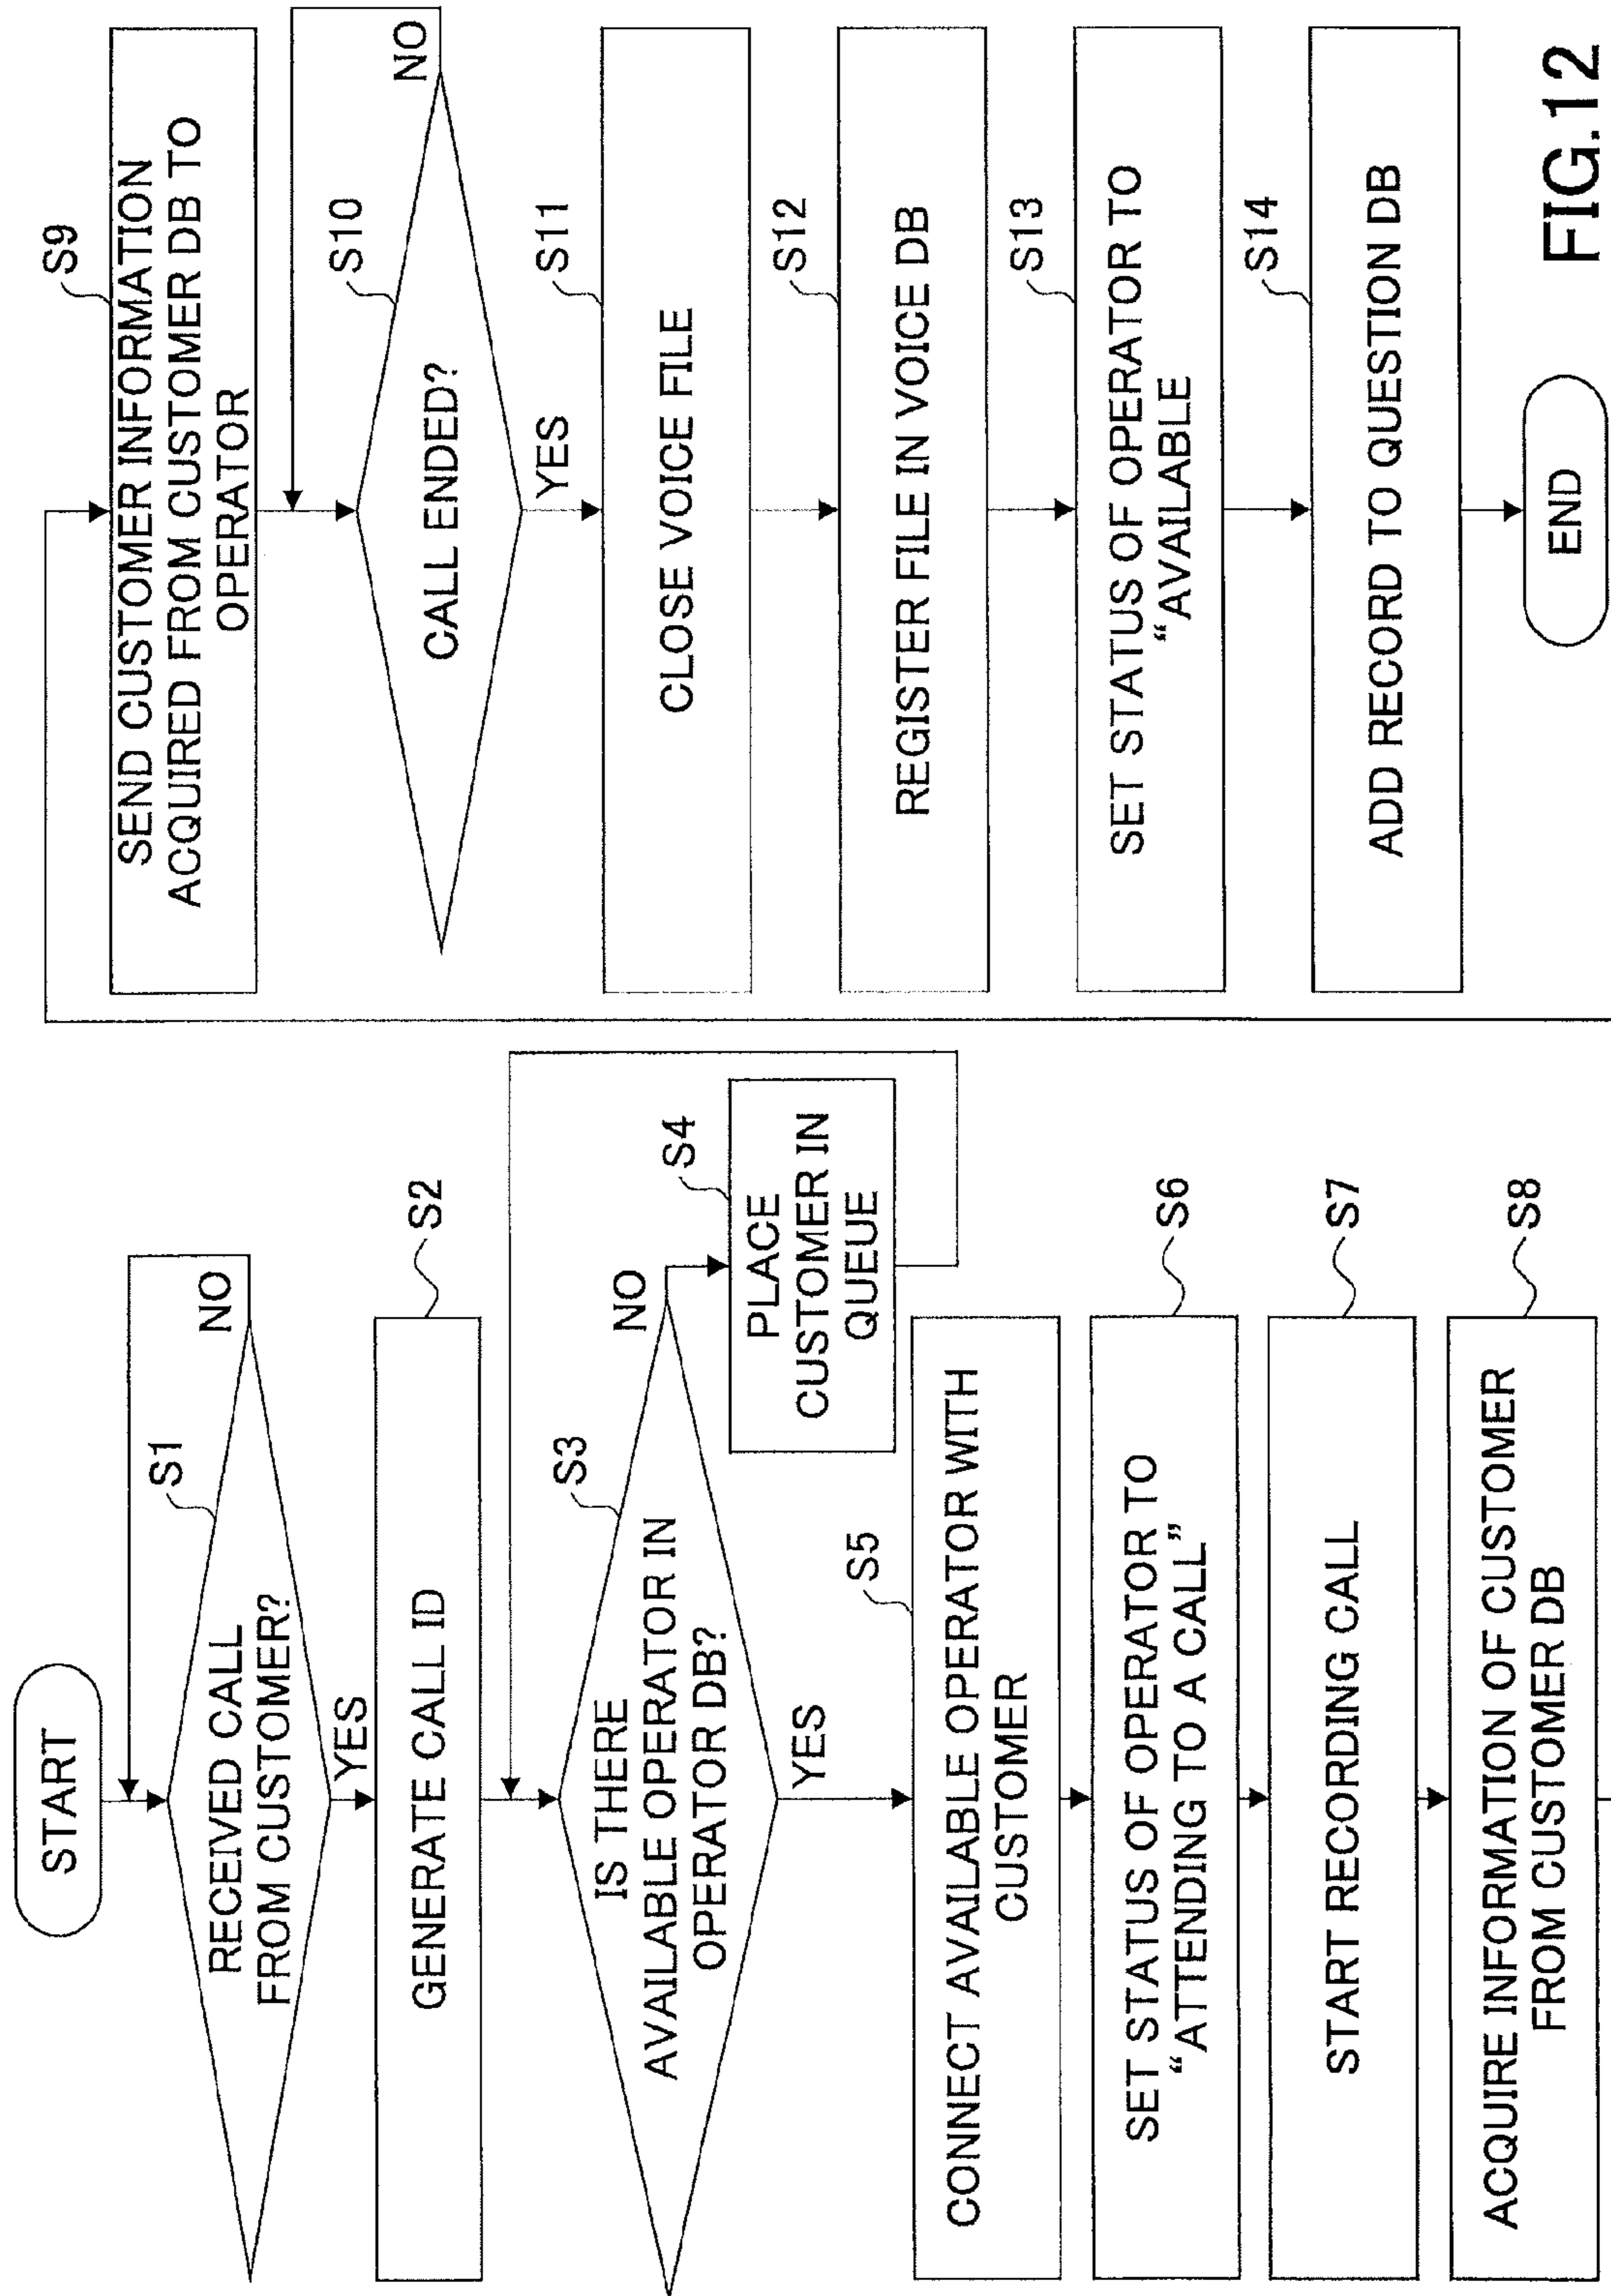 START
S1
RECEIVED CALL
FROM CUSTOMER?
NO
YES
S2
GENERATE CALL ID
S3
IS THERE
AVAILABLE OPERATOR IN
OPERATOR DB?
NO
S4
PLACE
CUSTOMER IN
QUEUE
YES
S5
CONNECT AVAILABLE OPERATOR WITH
CUSTOMER
S6
SET STATUS OF OPERATOR TO
“ATTENDING TO A CALL”
S7
START RECORDING CALL
S8
ACQUIRE INFORMATION OF CUSTOMER
FROM CUSTOMER DB
S9
SEND CUSTOMER INFORMATION
ACQUIRED FROM CUSTOMER DB TO
OPERATOR
S10
CALL ENDED?
NO
YES
S11
CLOSE VOICE FILE
S12
REGISTER FILE IN VOICE DB
S13
SET STATUS OF OPERATOR TO
“AVAILABLE
S14
ADD RECORD TO QUESTION DB
END
FIG.12